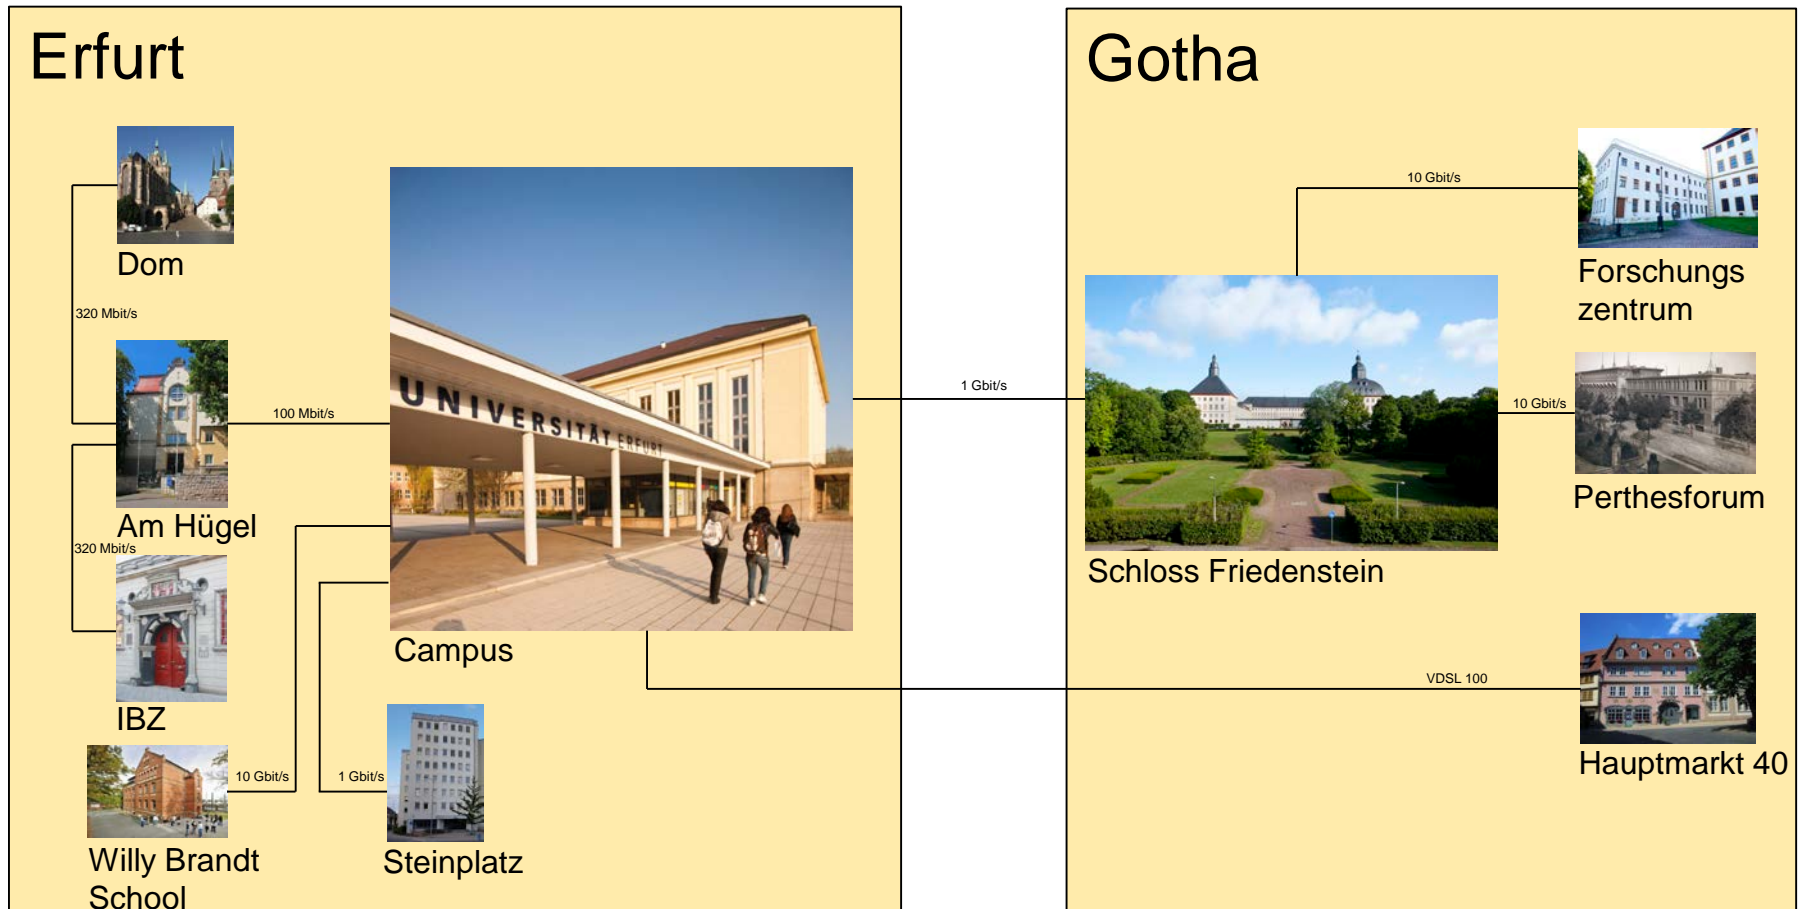 Erfurt
Dom
320 Mbit/s
Am Hügel
100 Mbit/s
320 Mbit/s
IBZ
Willy Brandt
School
10 Gbit/s
1 Gbit/s
Steinplatz
UNIVERSITÄT ERFURT
Campus
1 Gbit/s
Gotha
10 Gbit/s
Forschungs
zentrum
10 Gbit/s
Perthesforum
Schloss Friedenstein
VDSL 100
Hauptmarkt 40